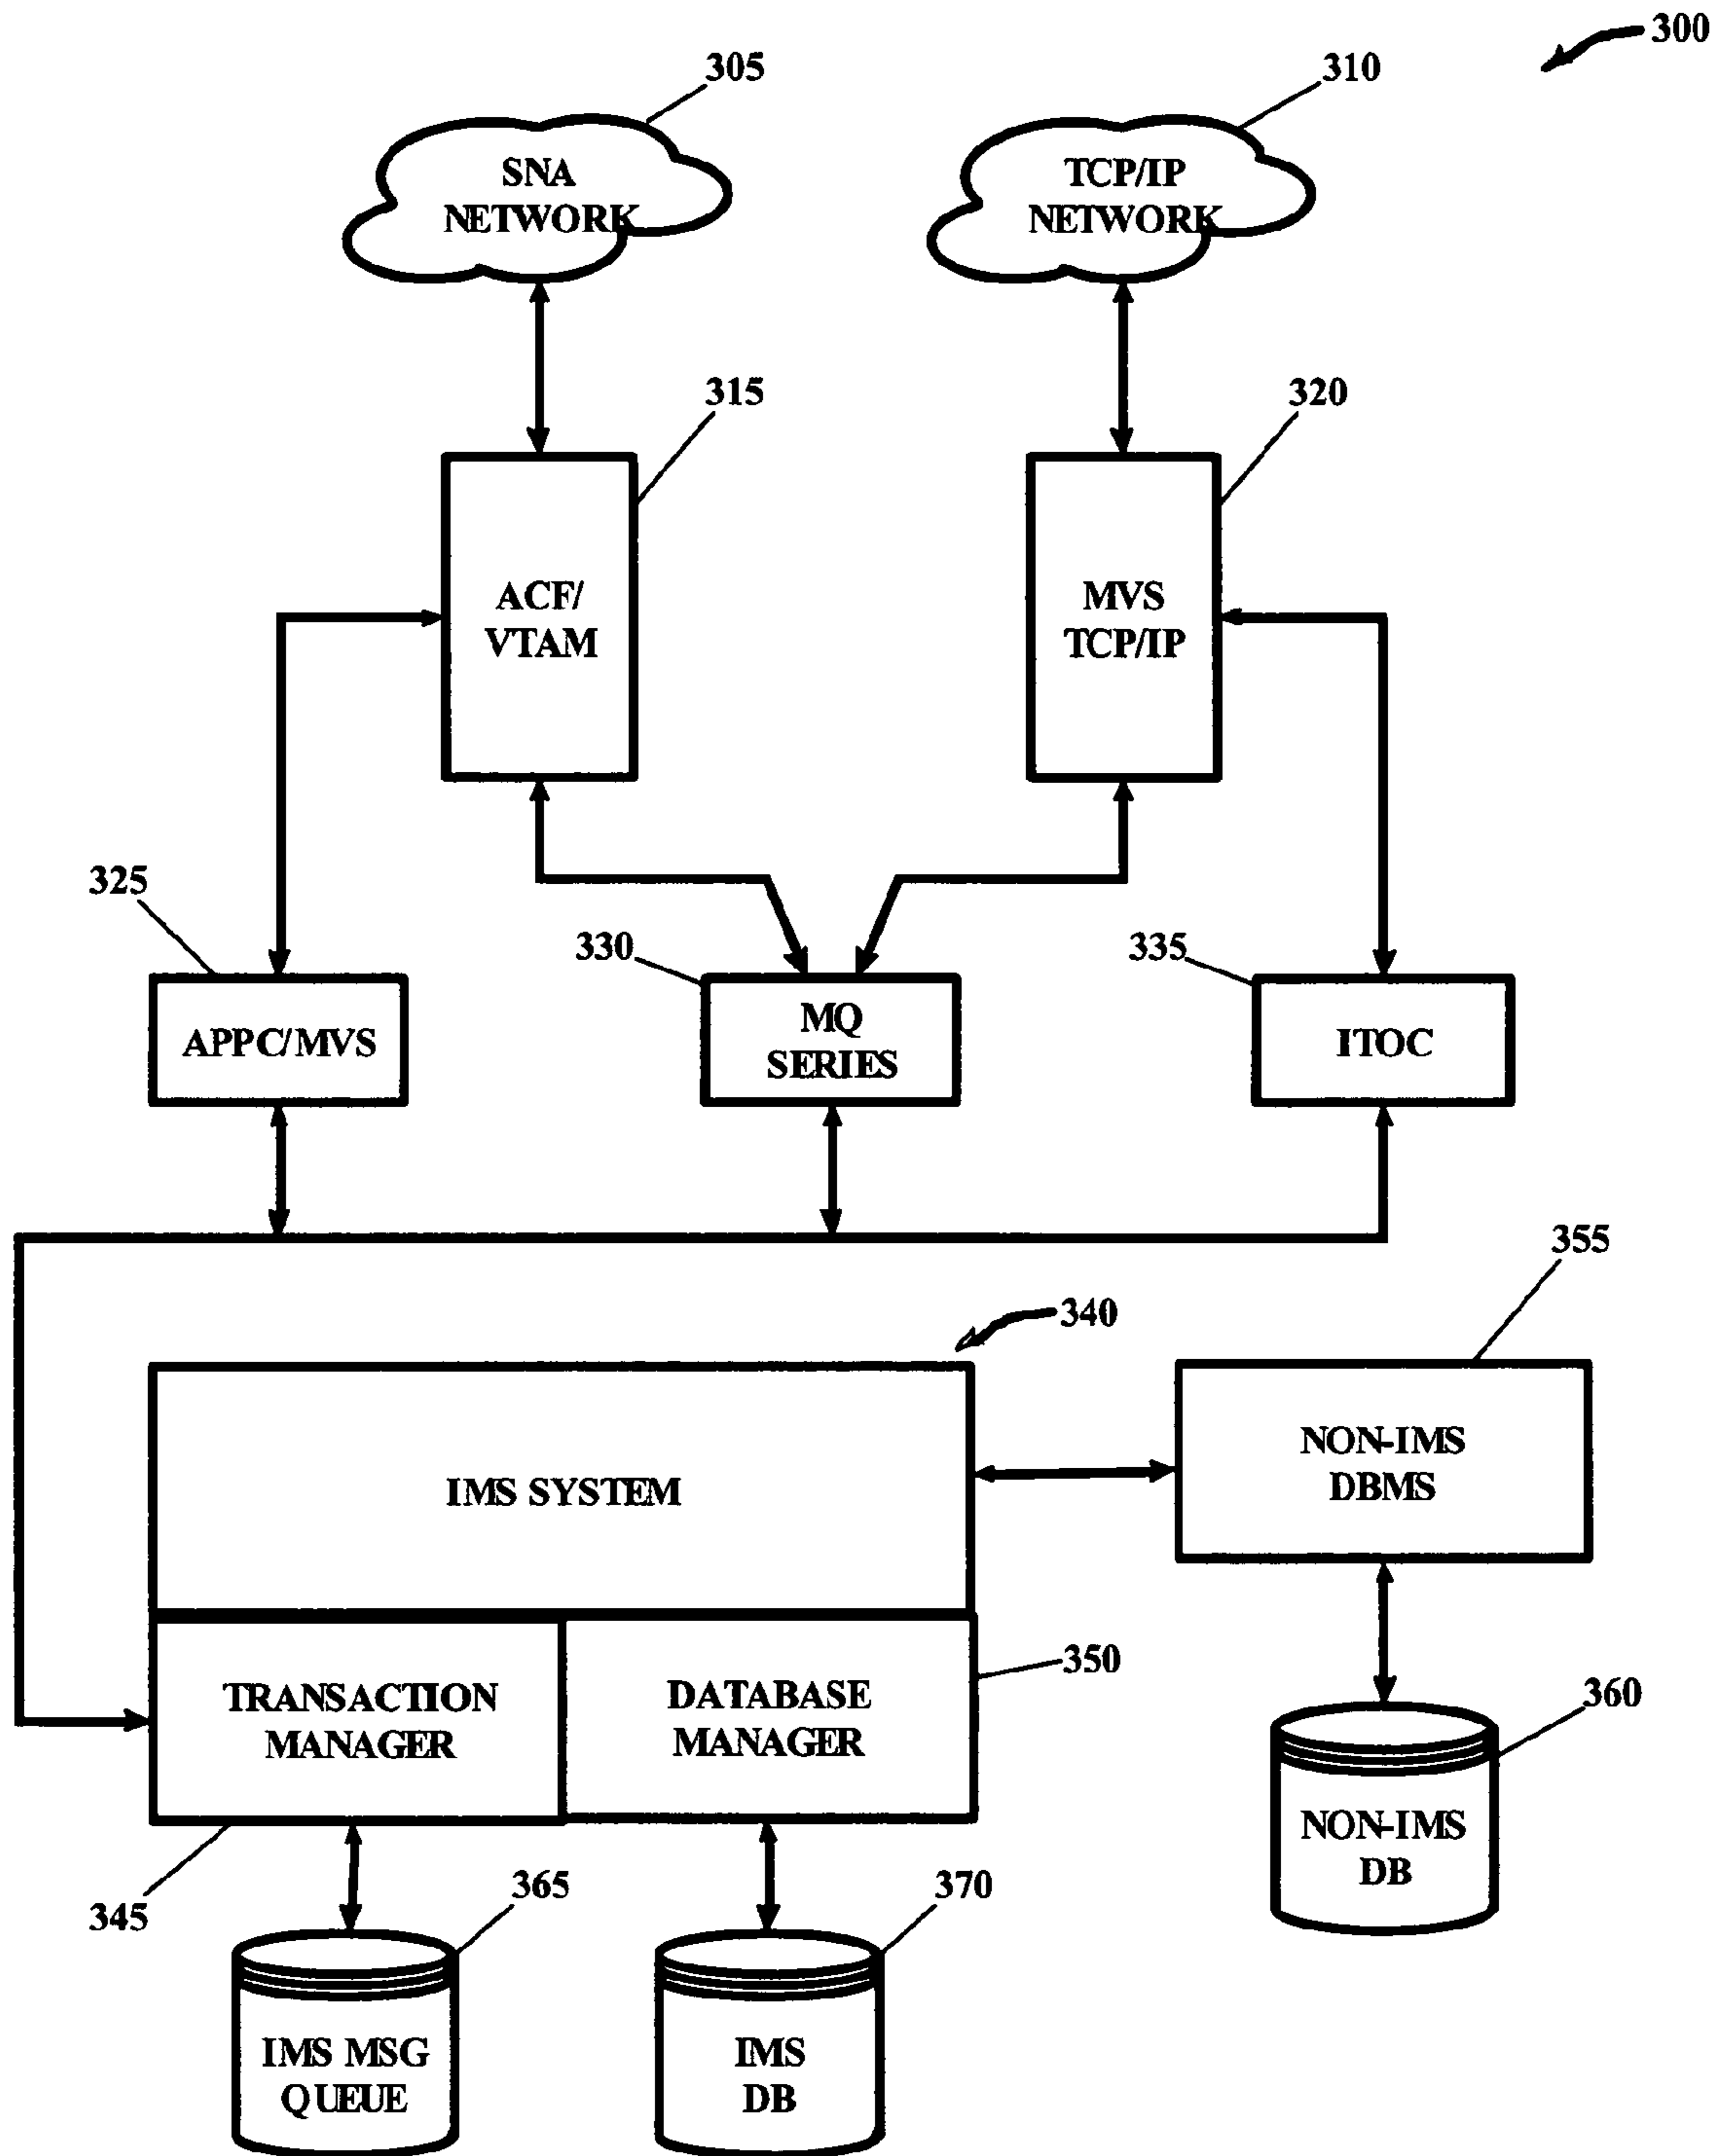 300
305
310
SNA
NETWORK
TCP/IP
NETWORK
315
320
ACF/
VTAM
MVS
TCP/IP
325
330
335
APPC/MVS
MQ
SERIES
ITOC
355
340
IMS SYSTEM
NON-IMS
DBMS
350
TRANSACTION
MANAGER
DATABASE
MANAGER
360
NON-IMS
DB
345
365
370
IMS MSG
QUEUE
IMS
DB